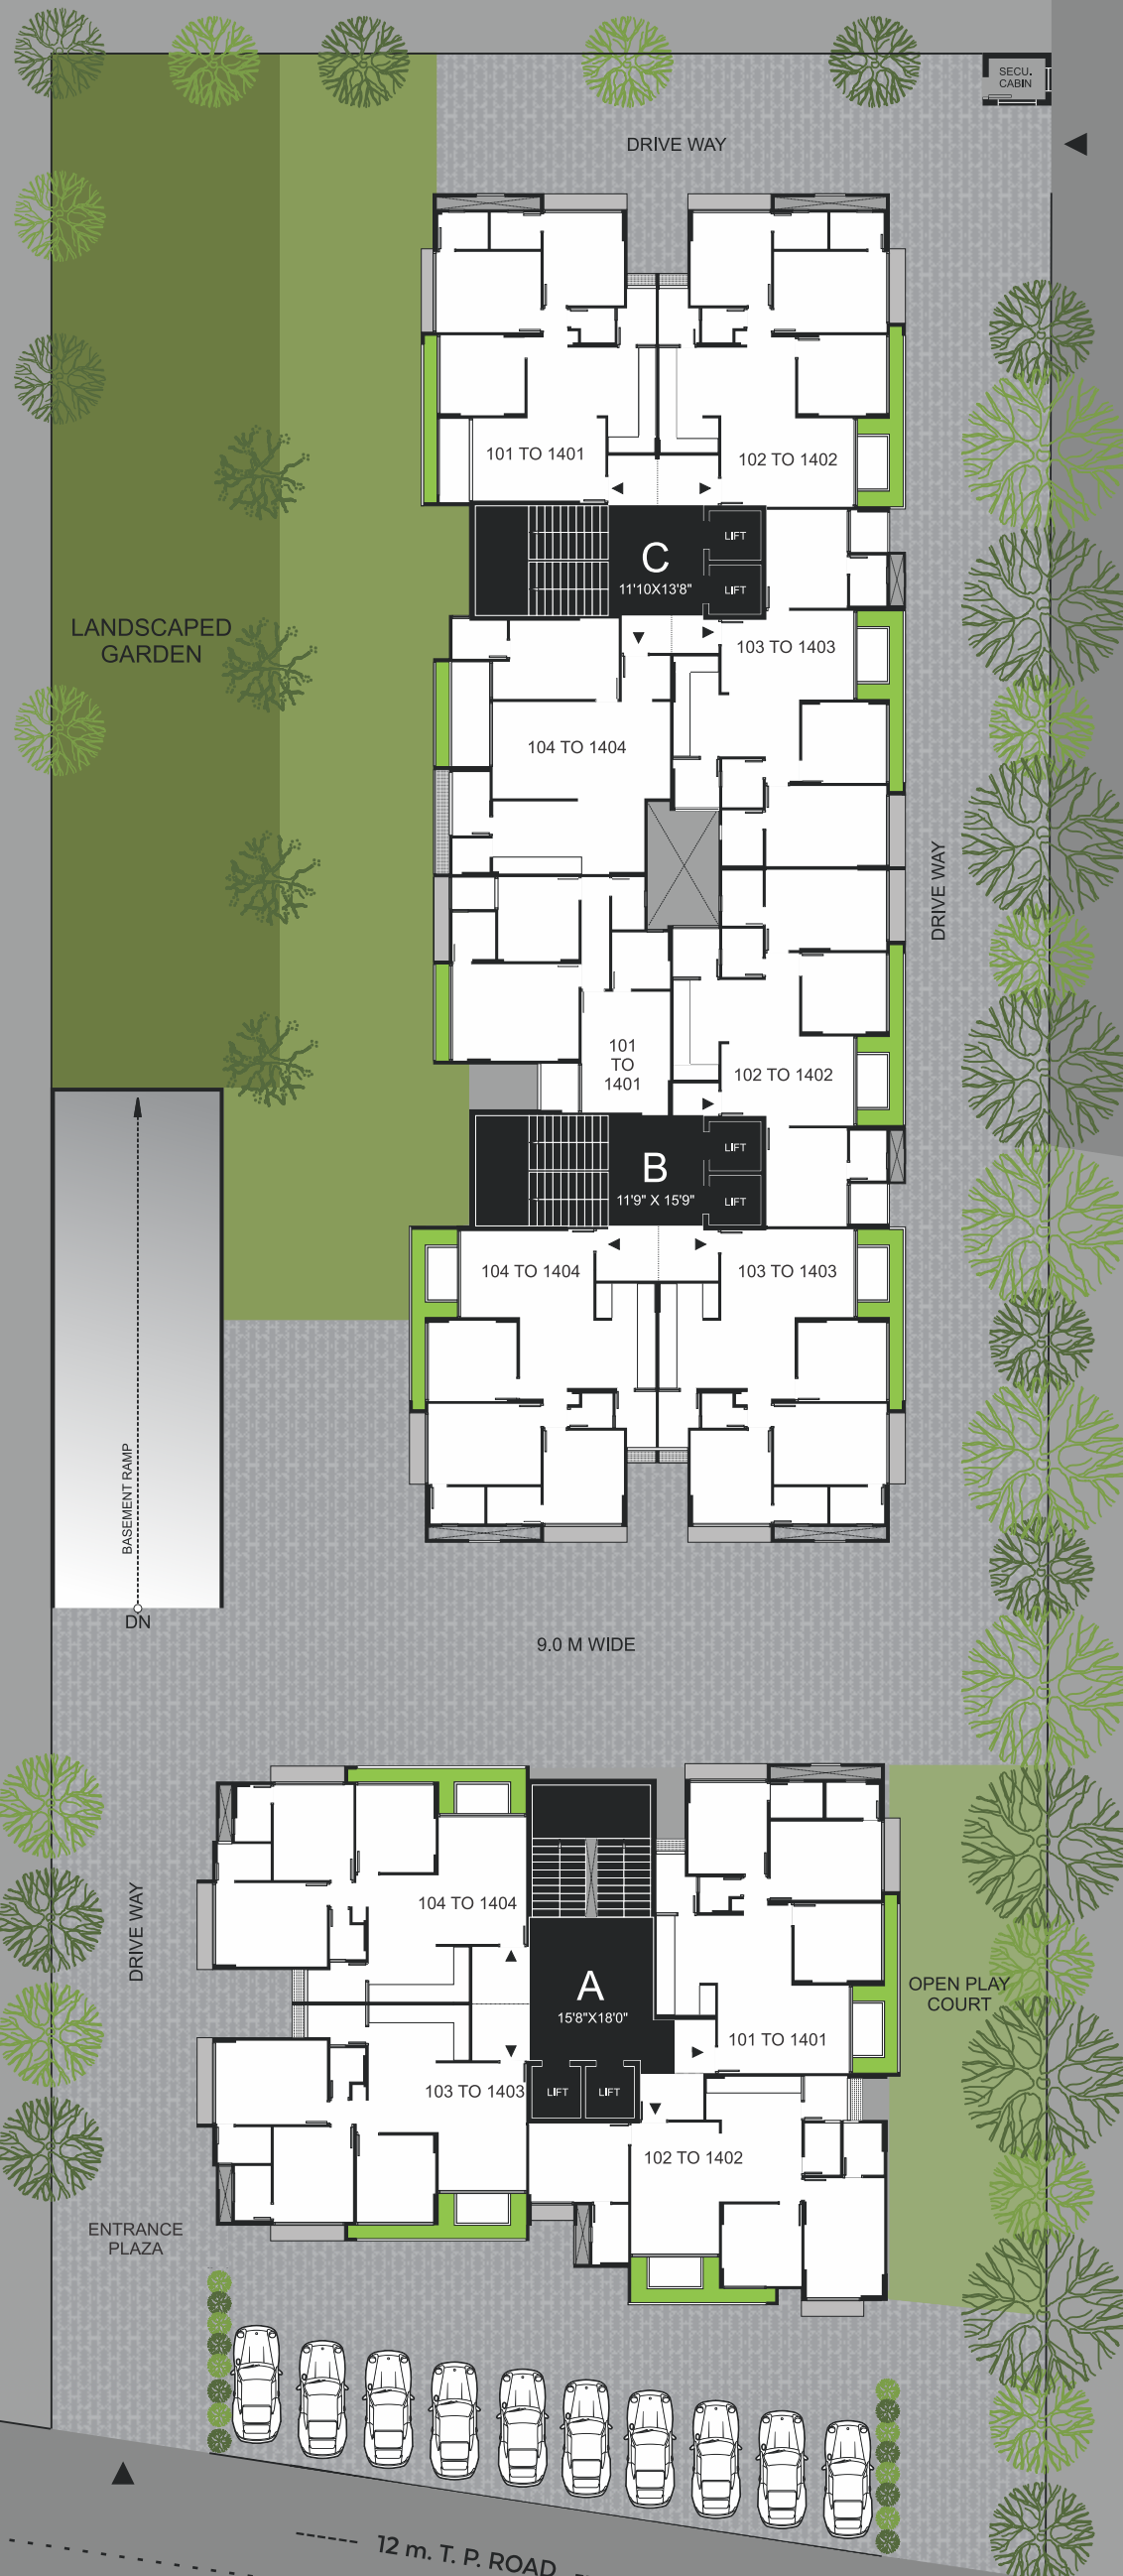 SECU.
CABIN
DRIVE WAY
101 TO 1401
102 TO 1402
LIFT
C
11'10X13'8"
LIFT
LANDSCAPED
GARDEN
103 TO 1403
104 TO 1404
DRIVE WAY
101
TO
1401
102 TO 1402
LIFT
B
11'9" X 15'9"
LIFT
104 TO 1404
103 TO 1403
BASEMENT RAMP
DN
9.0 M WIDE
104 TO 1404
DRIVE WAY
A
15'8"X18'0"
OPEN PLAY
COURT
101 TO 1401
103 TO 1403
LIFT
LIFT
102 TO 1402
ENTRANCE
PLAZA
12 m. T. P. ROAD